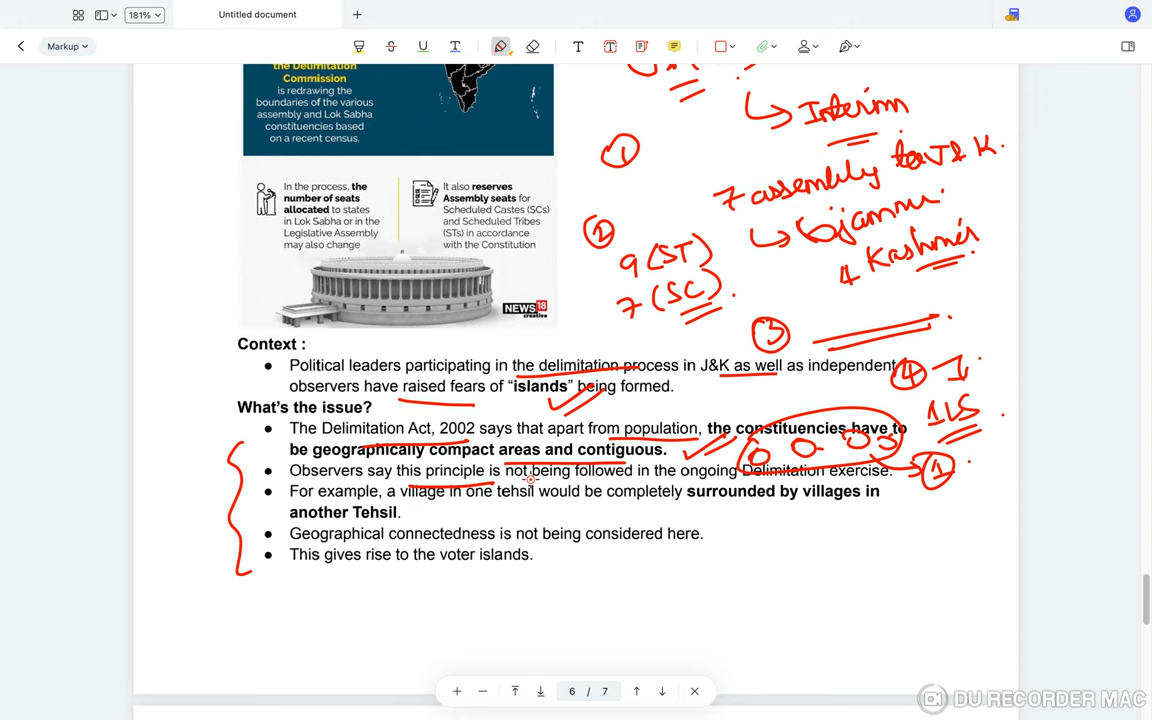 181%
Untitled document
Markup
the Delimitation
Commission
is redrawing the
boundaries of the various
assembly and Lok Sabha
constituencies based
on a recent census.
In the process, the
number of seats
allocated to states
in Lok Sabha or in the
Legislative Assembly
may also change
It also reserves
Assembly seats for
Scheduled Castes (SCs)
and Scheduled Tribes
(STs) in accordance
with the Constitution
NEWS 18
creative
Interim
1
7 assembly to J & K.
6 jammu
4 Kashmir
2
9 (ST)
7 (SC)
3
4 1
1 LS
1
Context :
● Political leaders participating in the delimitation process in J&K as well as independent
observers have raised fears of “islands” being formed.
What’s the issue?
● The Delimitation Act, 2002 says that apart from population, the constituencies have to
be geographically compact areas and contiguous.
● Observers say this principle is not being followed in the ongoing Delimitation exercise.
● For example, a village in one tehsil would be completely surrounded by villages in
another Tehsil.
● Geographical connectedness is not being considered here.
● This gives rise to the voter islands.
6 / 7
DU RECORDER MAC